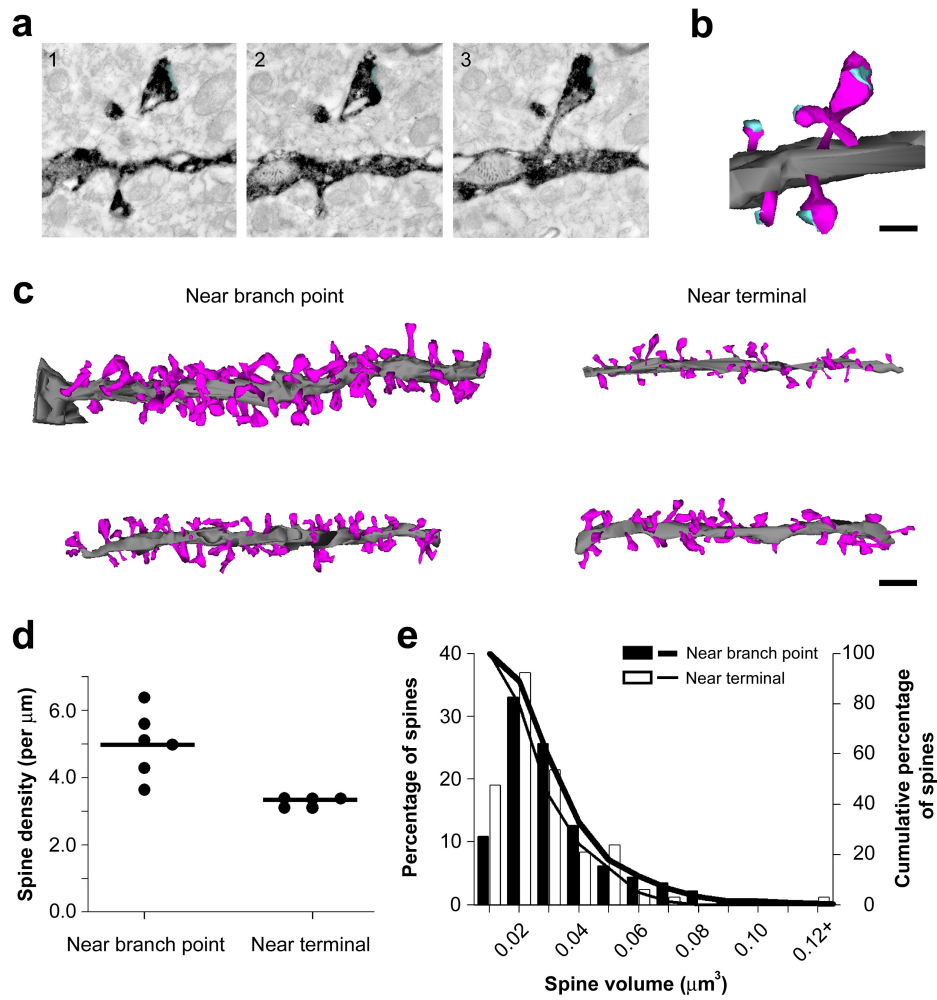 a
1
2
3
b
c
Near branch point
Near terminal
d
Spine density (per μm)
6.0
4.0
2.0
0.0
Near branch point
Near terminal
e
Near branch point
Near terminal
Percentage of spines
40
30
20
10
0
Cumulative percentage
of spines
100
80
60
40
20
0
0.02
0.04
0.06
0.08
0.10
0.12+
Spine volume (μm³)